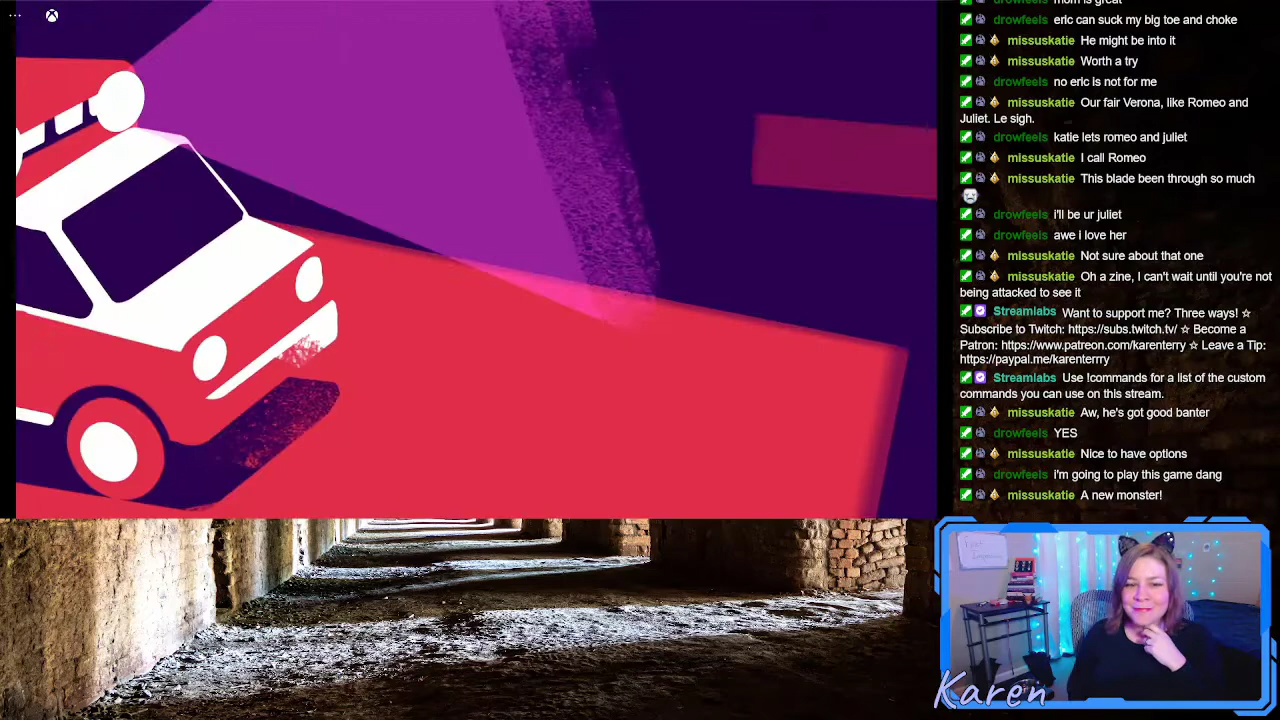 mom is great
drowfeels eric can suck my big toe and choke
missuskatie He might be into it
missuskatie Worth a try
drowfeels no eric is not for me
missuskatie Our fair Verona, like Romeo and
Juliet. Le sigh.
drowfeels katie lets romeo and juliet
missuskatie I call Romeo
missuskatie This blade been through so much
drowfeels i'll be ur juliet
drowfeels awe i love her
missuskatie Not sure about that one
missuskatie Oh a zine, I can't wait until you're not
being attacked to see it
Streamlabs Want to support me? Three ways! ☆
Subscribe to Twitch: https://subs.twitch.tv/ ☆ Become a
Patron: https://www.patreon.com/karenterry ☆ Leave a Tip:
https://paypal.me/karenterrry
Streamlabs Use !commands for a list of the custom
commands you can use on this stream.
missuskatie Aw, he's got good banter
drowfeels YES
missuskatie Nice to have options
drowfeels i'm going to play this game dang
missuskatie A new monster!
Karen